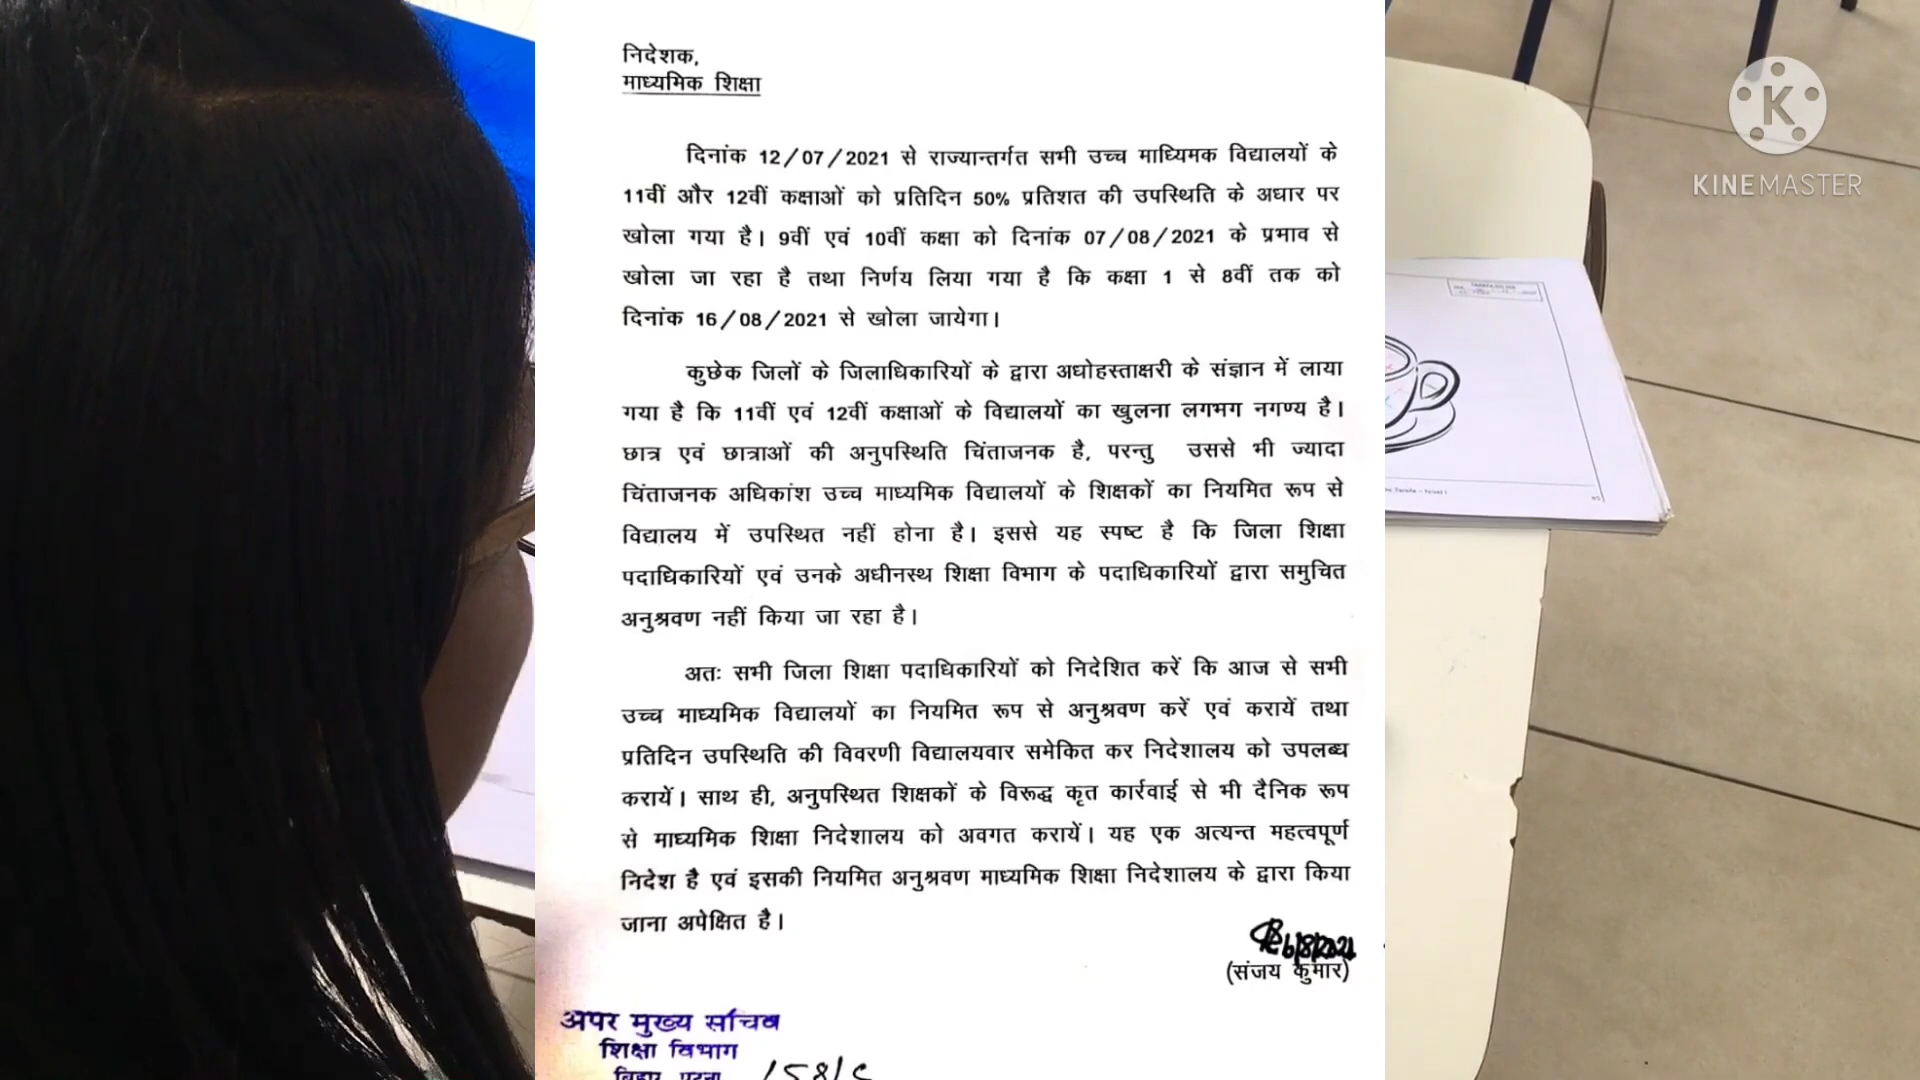 निदेशक,
माध्यमिक शिक्षा
दिनांक 12/07/2021 से राज्यान्तर्गत सभी उच्च माध्यिमक विद्यालयों के
11वीं और 12वीं कक्षाओं को प्रतिदिन 50% प्रतिशत की उपस्थिति के अधार पर
खोला गया है। 9वीं एवं 10वीं कक्षा को दिनांक 07/08/2021 के प्रभाव से
खोला जा रहा है तथा निर्णय लिया गया है कि कक्षा 1 से 8वीं तक को
दिनांक 16/08/2021 से खोला जायेगा।
कुछेक जिलों के जिलाधिकारियों के द्वारा अधोहस्ताक्षरी के संज्ञान में लाया
गया है कि 11वीं एवं 12वीं कक्षाओं के विद्यालयों का खुलना लगभग नगण्य है।
छात्र एवं छात्राओं की अनुपस्थिति चिंताजनक है, परन्तु उससे भी ज्यादा
चिंताजनक अधिकांश उच्च माध्यमिक विद्यालयों के शिक्षकों का नियमित रूप से
विद्यालय में उपस्थित नहीं होना है। इससे यह स्पष्ट है कि जिला शिक्षा
पदाधिकारियों एवं उनके अधीनस्थ शिक्षा विभाग के पदाधिकारियों द्वारा समुचित
अनुश्रवण नहीं किया जा रहा है।
अतः सभी जिला शिक्षा पदाधिकारियों को निदेशित करें कि आज से सभी
उच्च माध्यमिक विद्यालयों का नियमित रूप से अनुश्रवण करें एवं करायें तथा
प्रतिदिन उपस्थिति की विवरणी विद्यालयवार समेकित कर निदेशालय को उपलब्ध
करायें। साथ ही, अनुपस्थित शिक्षकों के विरूद्ध कृत कार्रवाई से भी दैनिक रूप
से माध्यमिक शिक्षा निदेशालय को अवगत करायें। यह एक अत्यन्त महत्वपूर्ण
निदेश है एवं इसकी नियमित अनुश्रवण माध्यमिक शिक्षा निदेशालय के द्वारा किया
जाना अपेक्षित है।
6/8/2021
(संजय कुमार)
अपर मुख्य सचिव
शिक्षा विभाग
बिहार, पटना
K
KINEMASTER